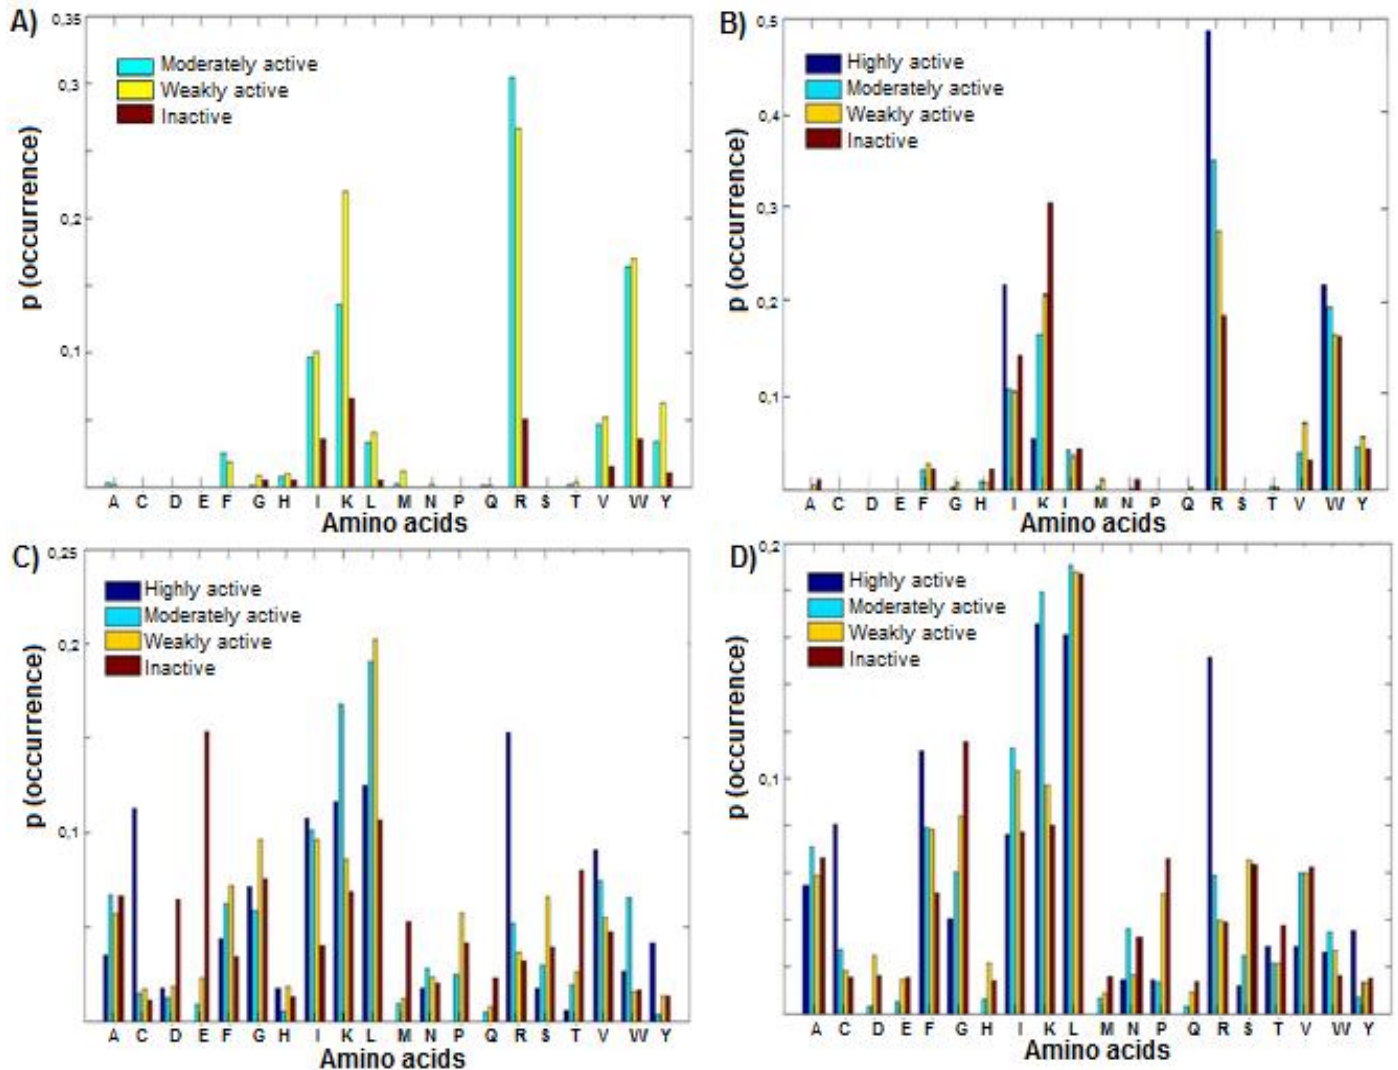 A)
0,35
0,3
0,2
0,1
p (occurrence)
Moderately active
Weakly active
Inactive
A C D E F G H I K L M N P Q R S T V W Y
Amino acids
B)
0,5
0,4
0,3
0,2
0,1
p (occurrence)
Highly active
Moderately active
Weakly active
Inactive
A C D E F G H I K L M N P Q R S T V W Y
Amino acids
C)
0,25
0,2
0,1
p (occurrence)
Highly active
Moderately active
Weakly active
Inactive
A C D E F G H I K L M N P Q R S T V W Y
Amino acids
D)
0,2
0,1
p (occurrence)
Highly active
Moderately active
Weakly active
Inactive
A C D E F G H I K L M N P Q R S T V W Y
Amino acids